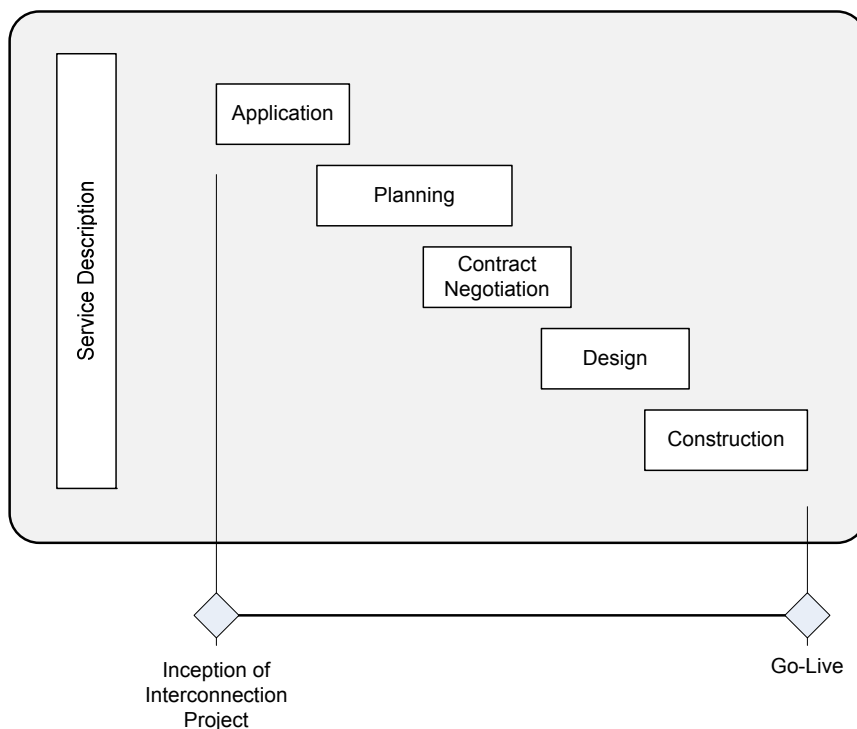 Service Description
Application
Planning
Contract
Negotiation
Design
Construction
Inception of
Interconnection
Project
Go-Live